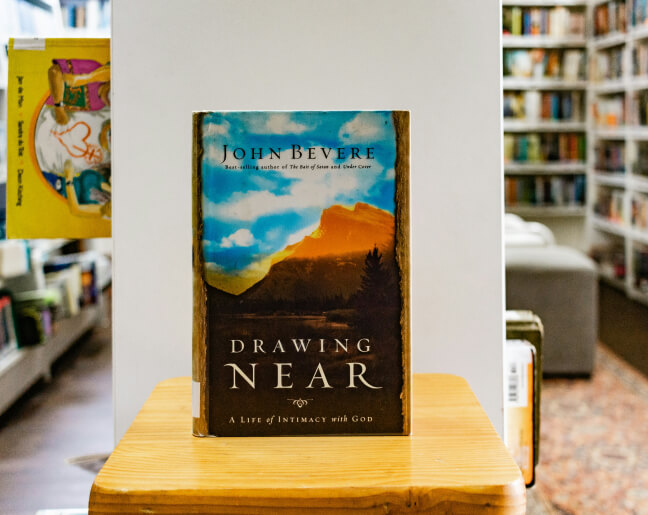 JOHN BEVERE
Best-selling author of The Bait of Satan and Under Cover
DRAWING
NEAR
A LIFE of INTIMACY with GOD